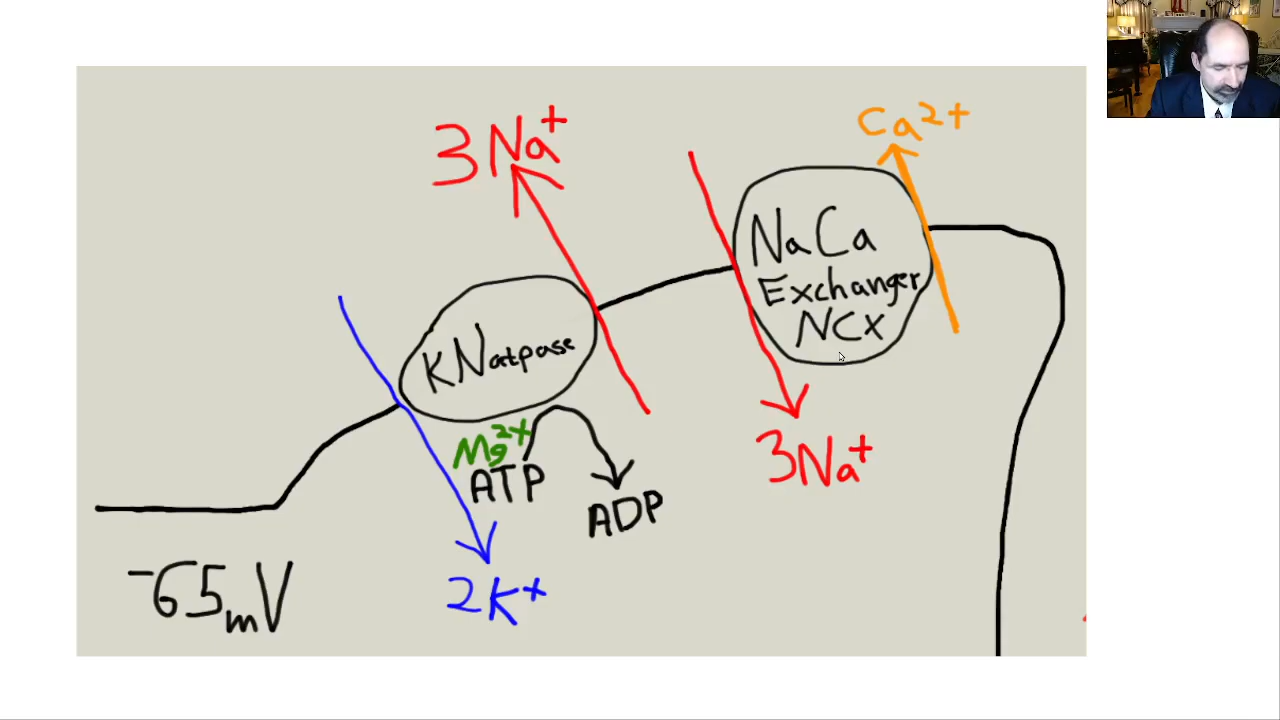 3Na+
Ca2+
NaCa
Exchanger
NCX
KNatpase
Mg2+
ATP
ADP
3Na+
2K+
-65mV